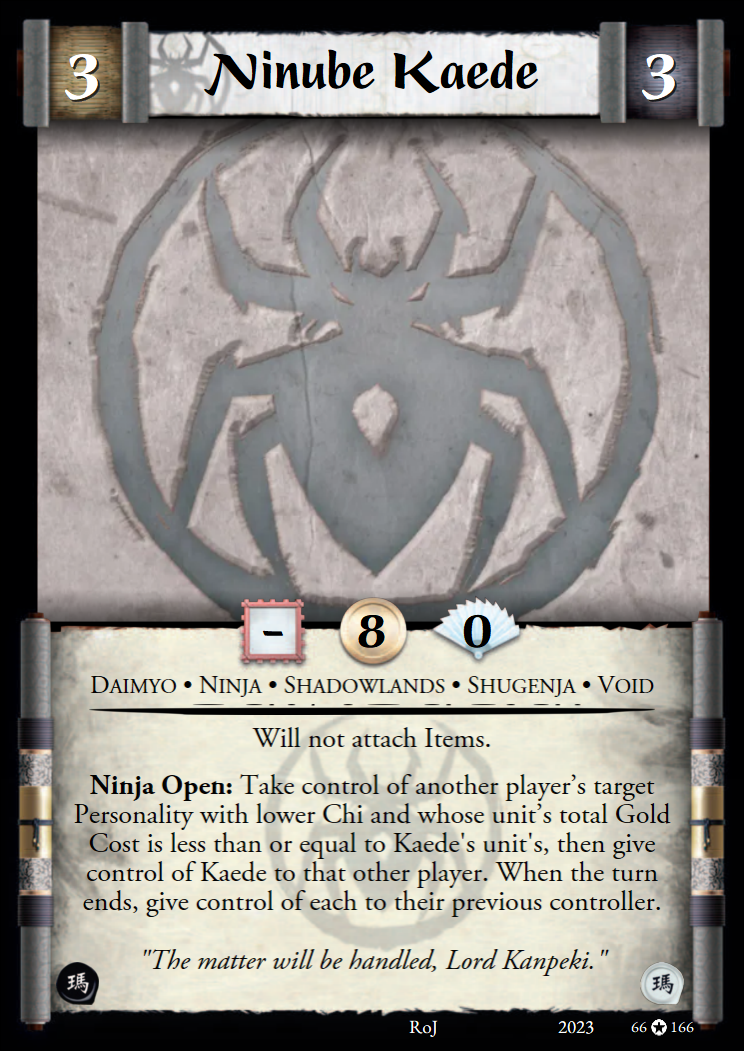 3 Ninube Kaede 3
- 8 0
Daimyo • Ninja • Shadowlands • Shugenja • Void
Will not attach Items.
Ninja Open: Take control of another player's target
Personality with lower Chi and whose unit's total Gold
Cost is less than or equal to Kaede's unit's, then give
control of Kaede to that other player. When the turn
ends, give control of each to their previous controller.
"The matter will be handled, Lord Kanpeki."
瑪 瑪
RoJ 2023 66 166